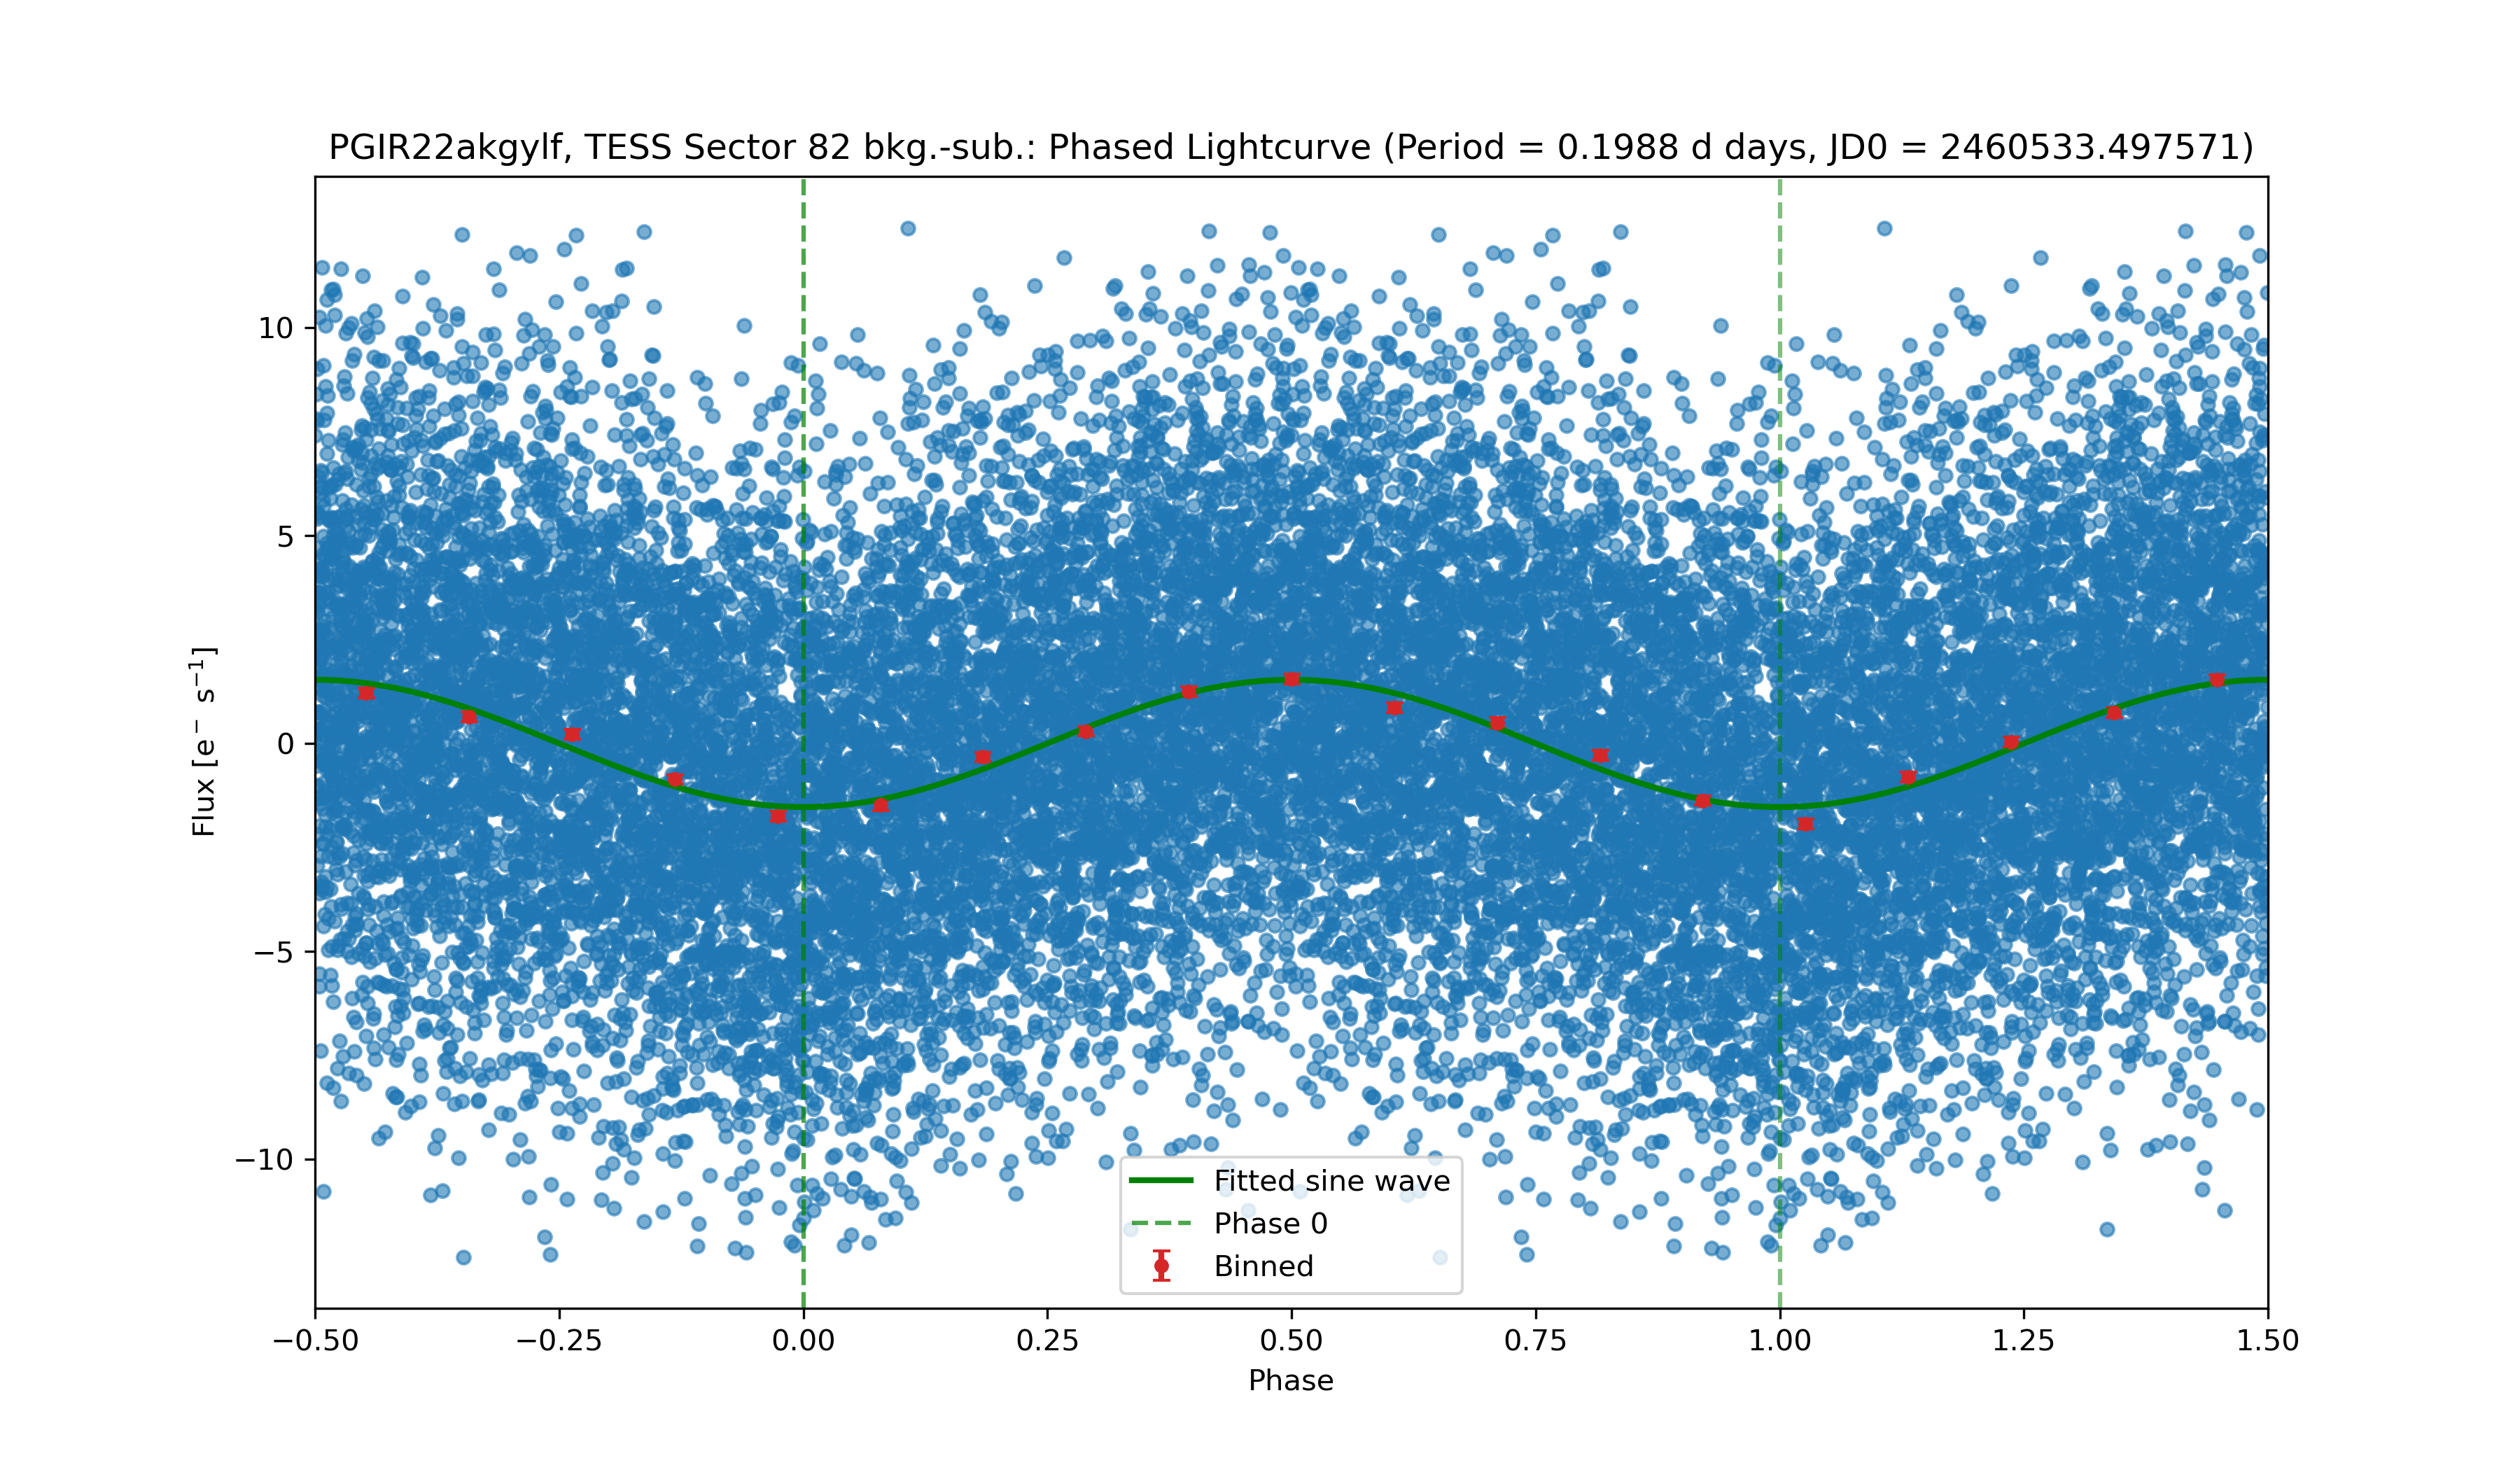 PGIR22akgylf, TESS Sector 82 bkg.-sub.: Phased Lightcurve (Period = 0.1988 d days, JD0 = 2460533.497571)
Flux [e⁻ s⁻¹]
10
5
0
−5
−10
Fitted sine wave
Phase 0
Binned
−0.50 −0.25 0.00 0.25 0.50 0.75 1.00 1.25 1.50
Phase